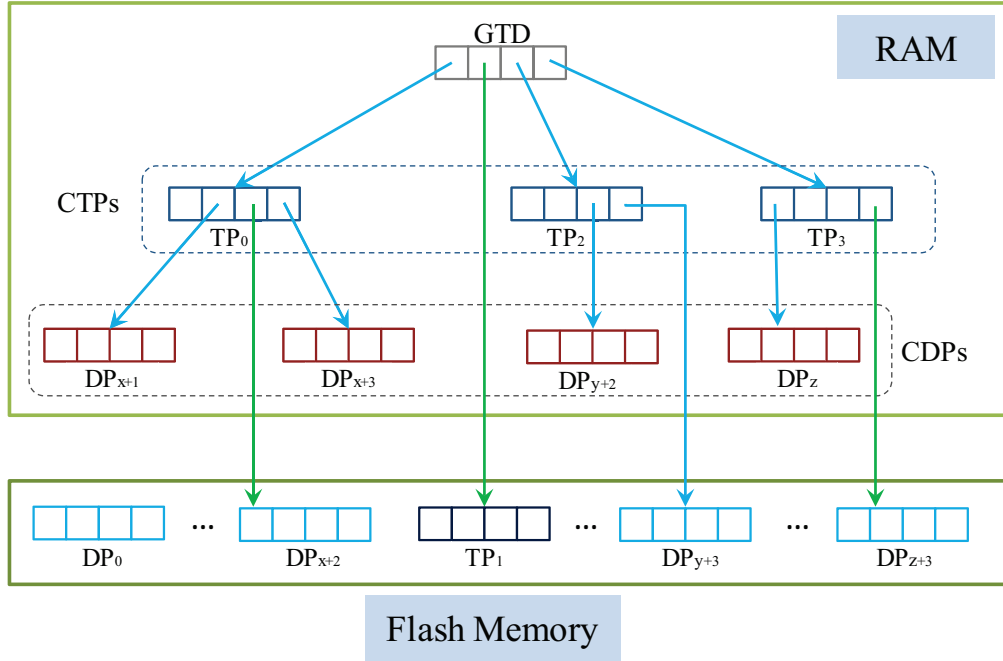 GTD
RAM
CTPs
TP0
TP2
TP3
CDPs
DPx+1
DPx+3
DPy+2
DPz
... ... ...
DP0
DPx+2
TP1
DPy+3
DPz+3
Flash Memory